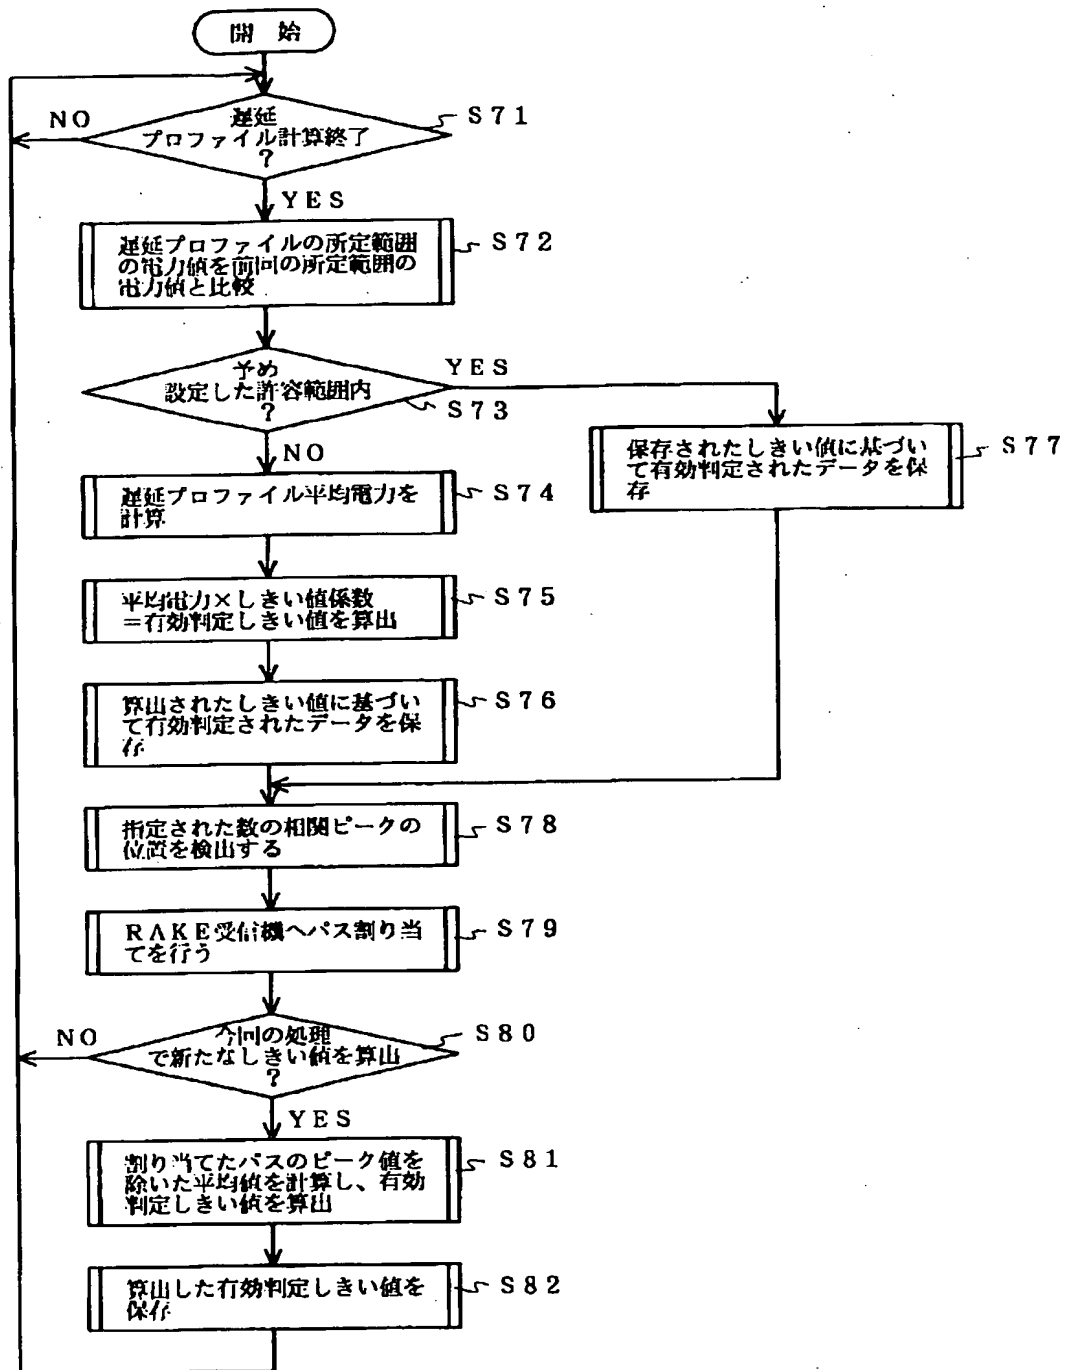 開 始
遅延
プロファイル計算終了
?
S71
NO
YES
遅延プロファイルの所定範囲
の電力値を前回の所定範囲の
電力値と比較
S72
予め
設定した許容範囲内
?
S73
YES
NO
保存されたしきい値に基づい
て有効判定されたデータを保
存
S77
遅延プロファイル平均電力を
計算
S74
平均電力×しきい値係数
=有効判定しきい値を算出
S75
算出されたしきい値に基づい
て有効判定されたデータを保
存
S76
指定された数の相関ピークの
位置を検出する
S78
RAKE受信機へパス割り当
てを行う
S79
今回の処理
で新たなしきい値を算出
?
S80
NO
YES
割り当てたパスのピーク値を
除いた平均値を計算し、有効
判定しきい値を算出
S81
算出した有効判定しきい値を
保存
S82